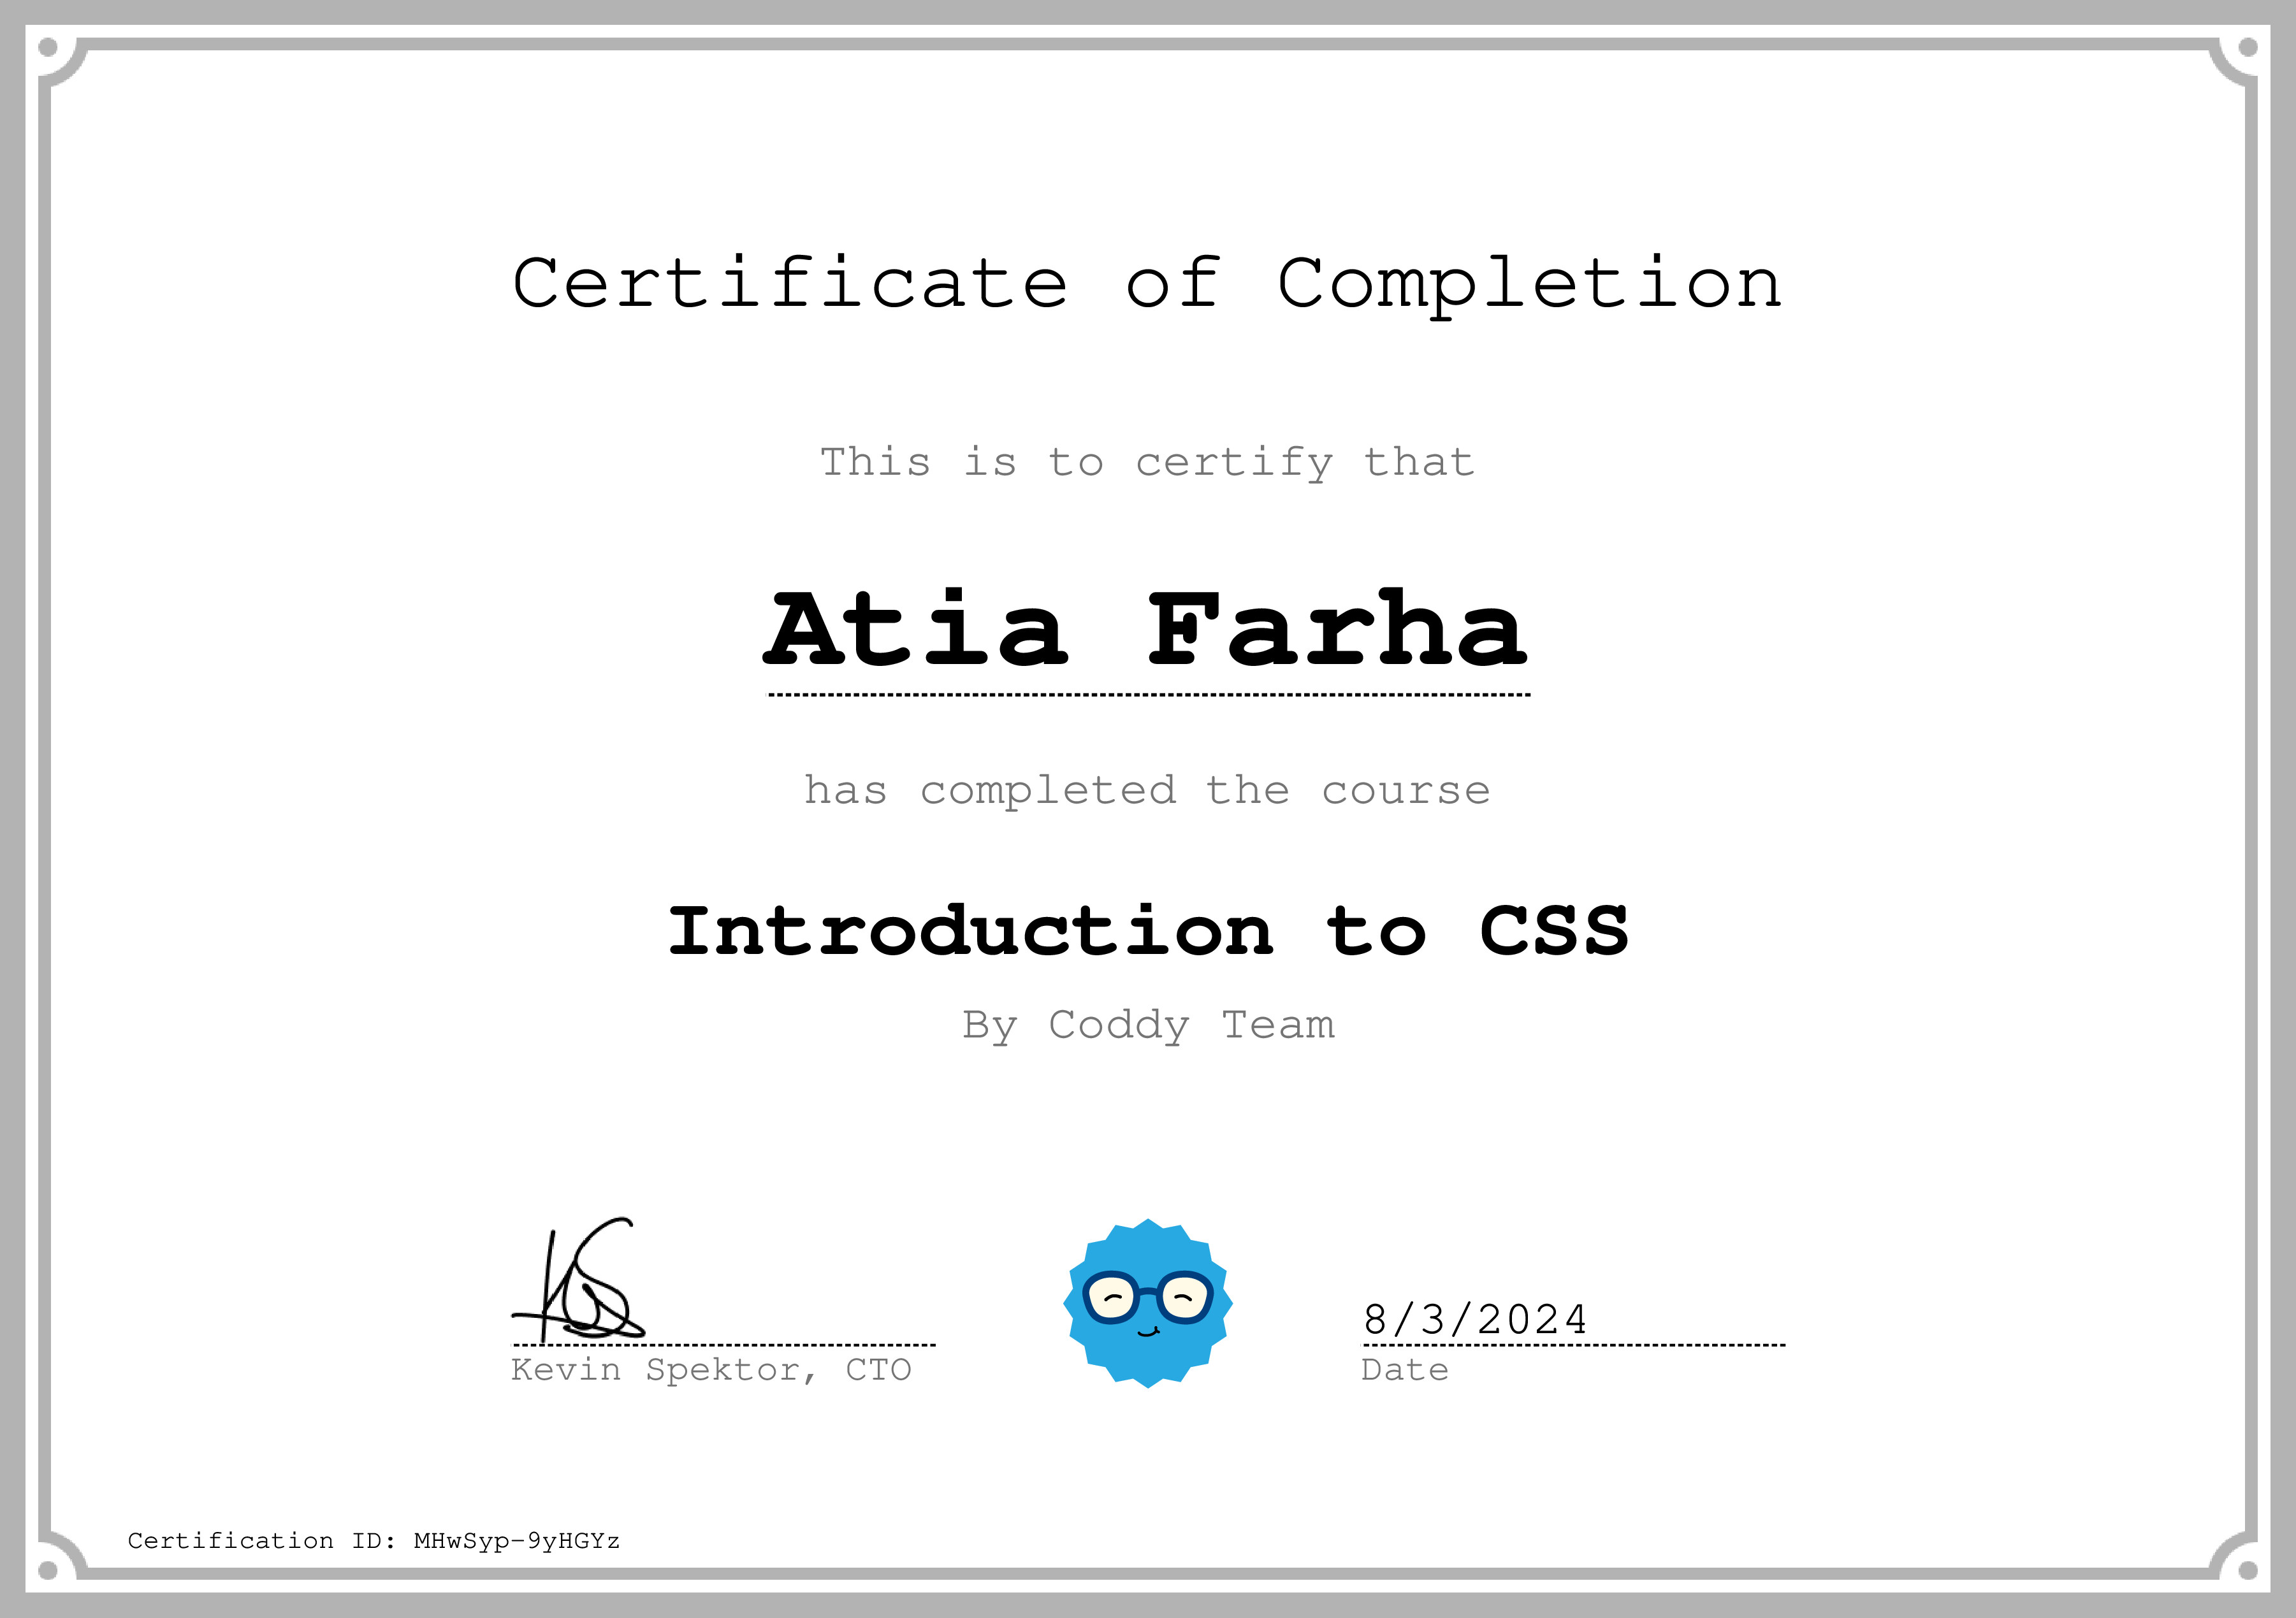 Certificate of Completion
This is to certify that
Atia Farha
has completed the course
Introduction to CSS
By Coddy Team
8/3/2024
Kevin Spektor, CTO
Date
Certification ID: MHwSyp-9yHGYz